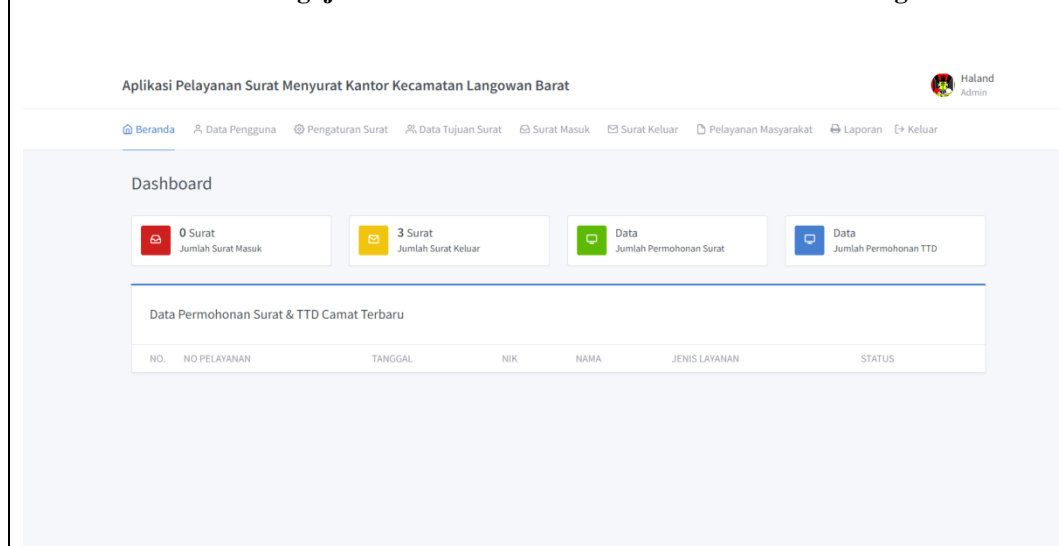 Aplikasi Pelayanan Surat Menyurat Kantor Kecamatan Langowan Barat
Haland
Admin
Beranda Data Pengguna Pengaturan Surat Data Tujuan Surat Surat Masuk Surat Keluar Pelayanan Masyarakat Laporan Keluar
Dashboard
0 Surat
Jumlah Surat Masuk
3 Surat
Jumlah Surat Keluar
Data
Jumlah Permohonan Surat
Data
Jumlah Permohonan TTD
Data Permohonan Surat & TTD Camat Terbaru
NO. NO PELAYANAN TANGGAL NIK NAMA JENIS LAYANAN STATUS